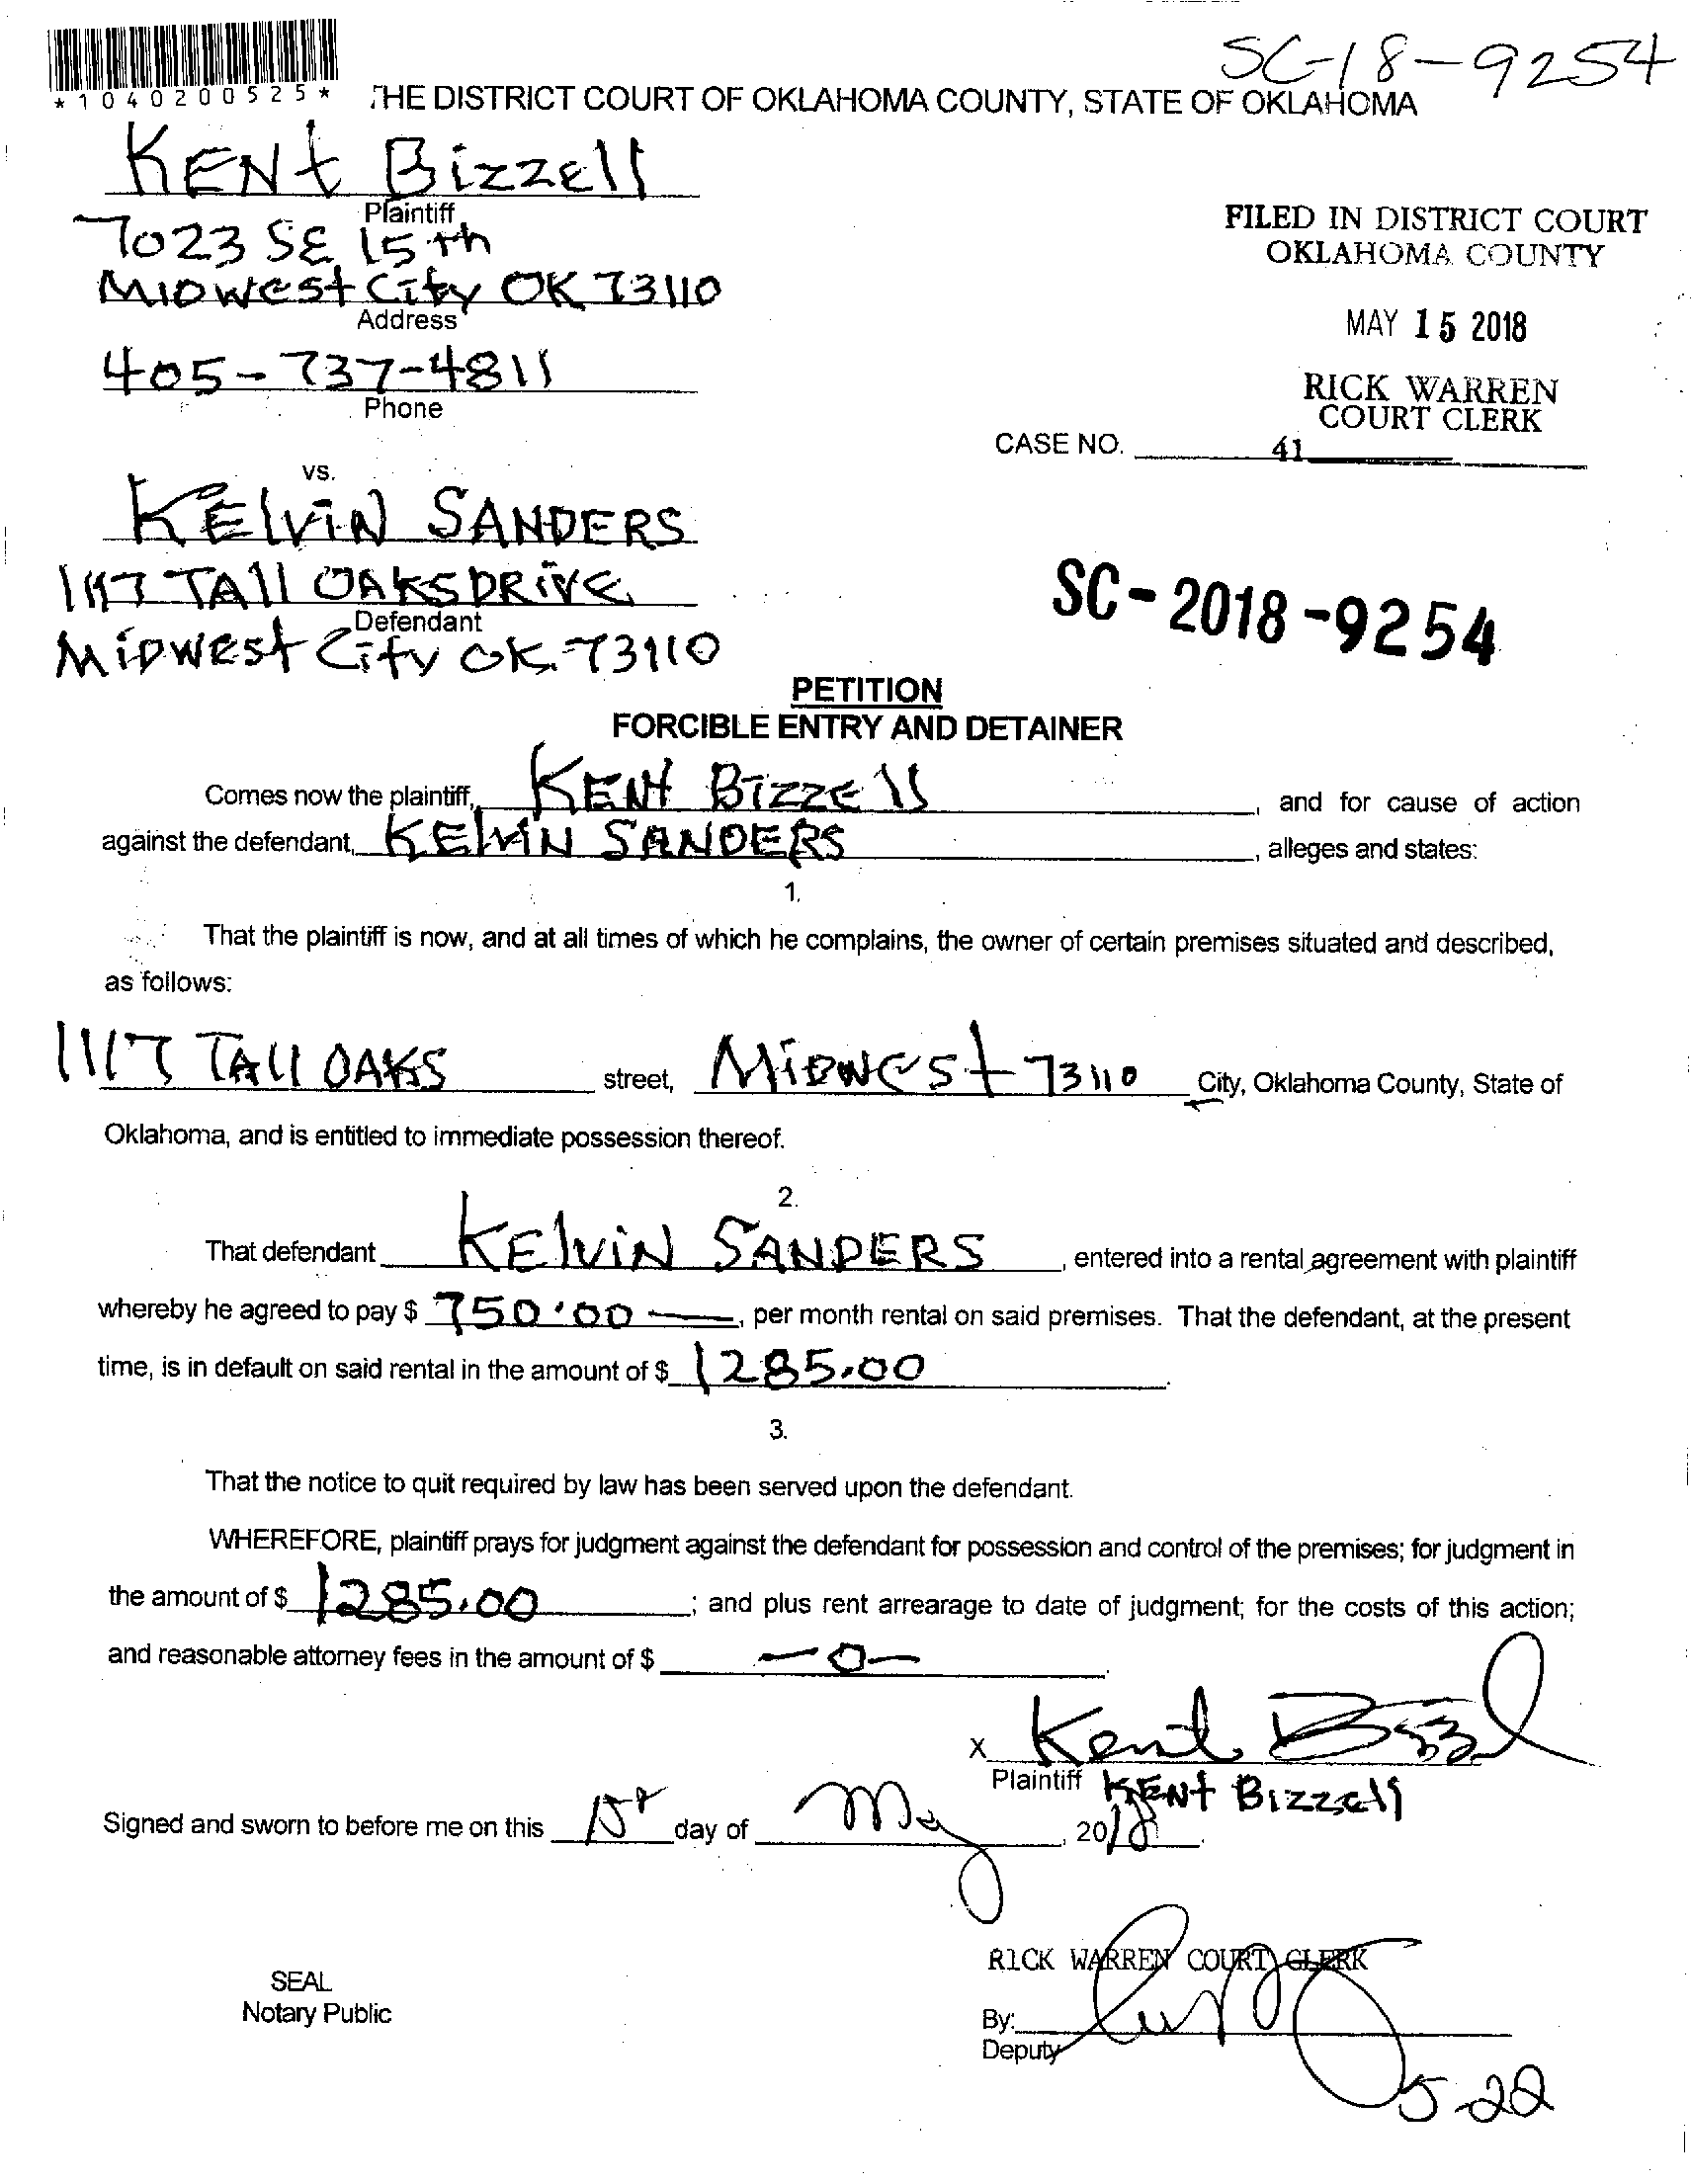 SC-18-9254
*1040200525*
THE DISTRICT COURT OF OKLAHOMA COUNTY, STATE OF OKLAHOMA
KENt Bizzell
Plaintiff
7023 SE 15th
Midwest City OK 73110
Address
405-737-4811
Phone
FILED IN DISTRICT COURT
OKLAHOMA COUNTY
MAY 15 2018
RICK WARREN
COURT CLERK
CASE NO. 41
vs.
KElviN SANDERS
1117 TAll OAKS DRive
Defendant
Midwest City OK. 73110
SC-2018-9254
PETITION
FORCIBLE ENTRY AND DETAINER
Comes now the plaintiff, KENt Bizzell, and for cause of action
against the defendant, KElviN SANDERS, alleges and states:
1.
That the plaintiff is now, and at all times of which he complains, the owner of certain premises situated and described,
as follows:
1117 TAll OAKS street, Midwest 73110 City, Oklahoma County, State of
Oklahoma, and is entitled to immediate possession thereof.
2.
That defendant KElviN SANDERS, entered into a rental agreement with plaintiff
whereby he agreed to pay $ 750.00 —, per month rental on said premises. That the defendant, at the present
time, is in default on said rental in the amount of $ 1285.00.
3.
That the notice to quit required by law has been served upon the defendant.
WHEREFORE, plaintiff prays for judgment against the defendant for possession and control of the premises; for judgment in
the amount of $ 1285.00; and plus rent arrearage to date of judgment; for the costs of this action;
and reasonable attorney fees in the amount of $ -0-.
X Kent Bizzell
Plaintiff KENt Bizzell
Signed and sworn to before me on this 15 day of May, 2018.
RICK WARREN COURT CLERK
SEAL
Notary Public
By:
Deputy
5-22